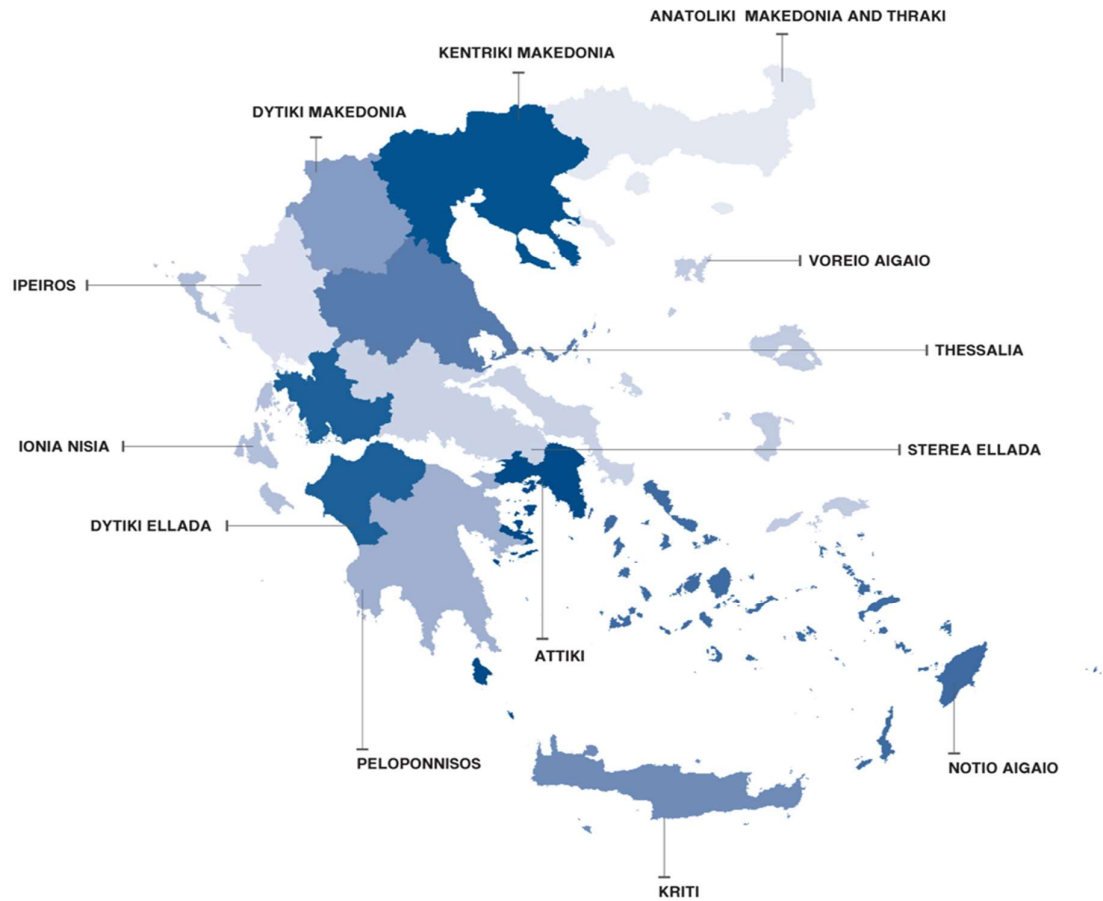 ANATOLIKI MAKEDONIA AND THRAKI
KENTRIKI MAKEDONIA
DYTIKI MAKEDONIA
VOREIO AIGAIO
IPEIROS
THESSALIA
IONIA NISIA
STEREA ELLADA
DYTIKI ELLADA
ATTIKI
PELOPONNISOS
NOTIO AIGAIO
KRITI